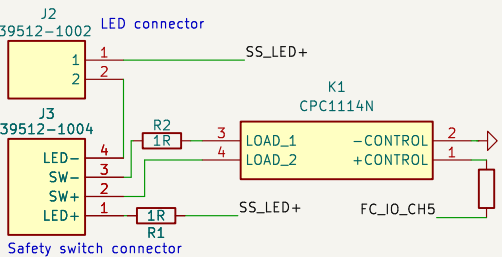 J2
39512-1002
LED connector
1
1
SS_LED+
2
2
J3
39512-1004
K1
CPC1114N
R2
LED-
4
1R
3
LOAD_1
-CONTROL
2
SW-
3
4
LOAD_2
+CONTROL
1
SW+
2
LED+
1
1R
SS_LED+
FC_IO_CH5
R1
Safety switch connector